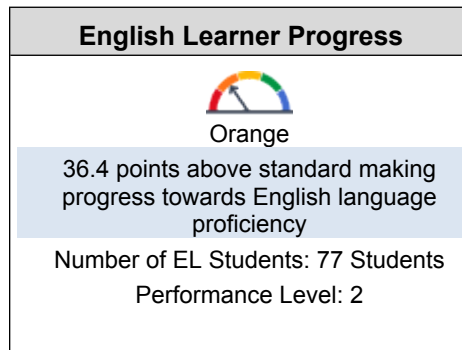 English Learner Progress
Orange
36.4 points above standard making
progress towards English language
proficiency
Number of EL Students: 77 Students
Performance Level: 2